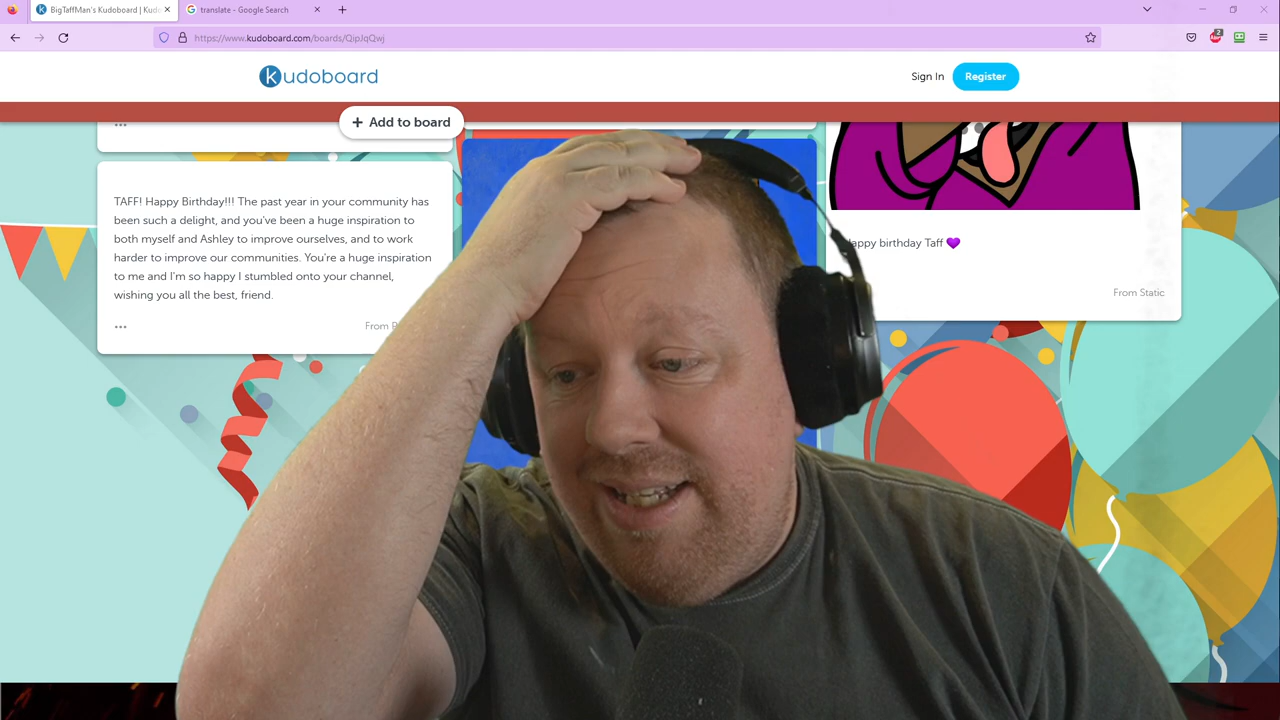 BigTaffMan's Kudoboard | Kudo
translate - Google Search
https://www.kudoboard.com/boards/QjpJqQwj
2
kudoboard
Sign In
Register
+ Add to board
TAFF! Happy Birthday!!! The past year in your community has
been such a delight, and you've been a huge inspiration to
both myself and Ashley to improve ourselves, and to work
harder to improve our communities. You're a huge inspiration
to me and I'm so happy I stumbled onto your channel,
wishing you all the best, friend.
From
appy birthday Taff 💜
From Static